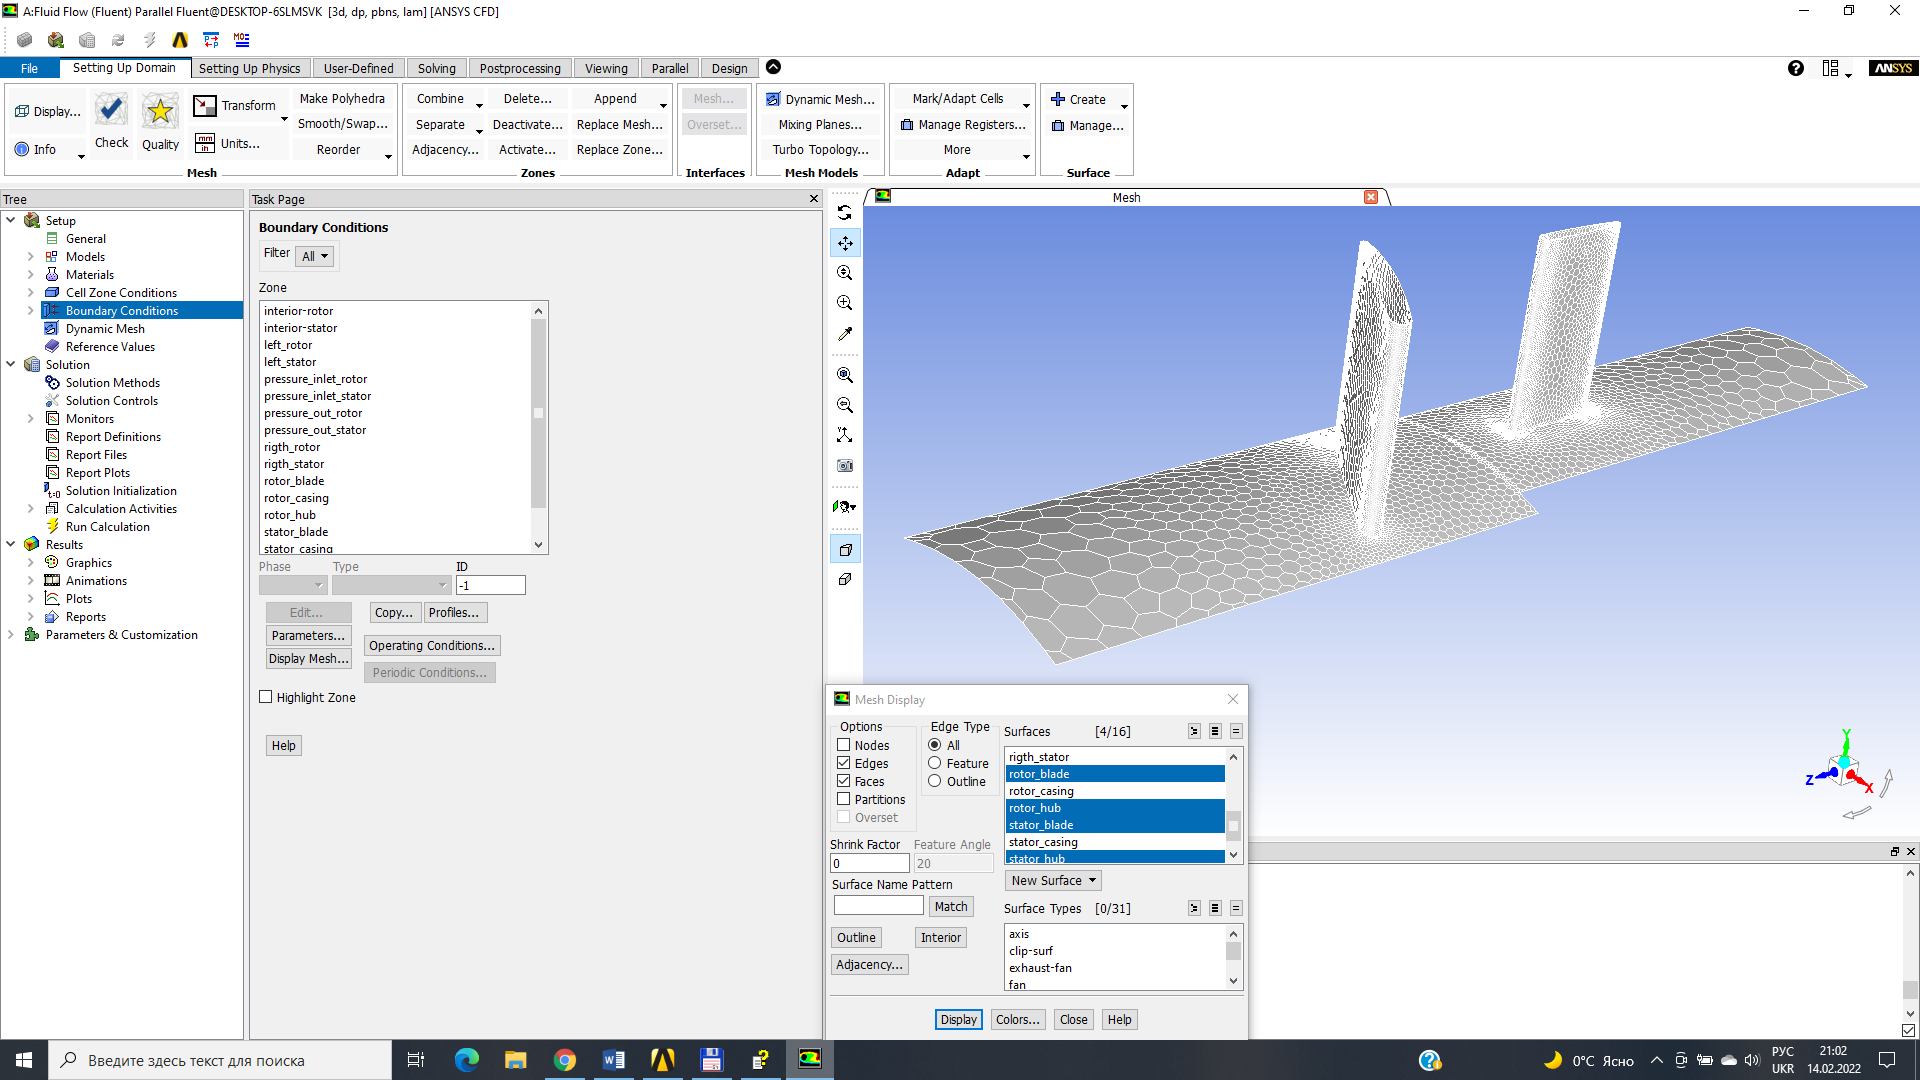 A:Fluid Flow (Fluent) Parallel Fluent@DESKTOP-6SLMSVK [3d, dp, pbns, lam] [ANSYS CFD]
File
Setting Up Domain
Setting Up Physics
User-Defined
Solving
Postprocessing
Viewing
Parallel
Design
ANSYS
Display...
Info
Check
Quality
Transform
Units...
Make Polyhedra
Smooth/Swap...
Reorder
Mesh
Combine
Separate
Adjacency...
Delete...
Deactivate...
Activate...
Append
Replace Mesh...
Replace Zone...
Zones
Mesh...
Overset...
Interfaces
Dynamic Mesh...
Mixing Planes...
Turbo Topology...
Mesh Models
Mark/Adapt Cells
Manage Registers...
More
Adapt
Create
Manage...
Surface
Tree
Setup
General
Models
Materials
Cell Zone Conditions
Boundary Conditions
Dynamic Mesh
Reference Values
Solution
Solution Methods
Solution Controls
Monitors
Report Definitions
Report Files
Report Plots
Solution Initialization
Calculation Activities
Run Calculation
Results
Graphics
Animations
Plots
Reports
Parameters & Customization
Task Page
Boundary Conditions
Filter
All
Zone
interior-rotor
interior-stator
left_rotor
left_stator
pressure_inlet_rotor
pressure_inlet_stator
pressure_out_rotor
pressure_out_stator
rigth_rotor
rigth_stator
rotor_blade
rotor_casing
rotor_hub
stator_blade
stator_casing
Phase
Type
ID
-1
Edit...
Copy...
Profiles...
Parameters...
Operating Conditions...
Display Mesh...
Periodic Conditions...
Highlight Zone
Help
Mesh
Y
Z
X
Mesh Display
Options
Nodes
Edges
Faces
Partitions
Overset
Edge Type
All
Feature
Outline
Shrink Factor
0
Feature Angle
20
Surface Name Pattern
Match
Outline
Interior
Adjacency...
Surfaces [4/16]
rigth_stator
rotor_blade
rotor_casing
rotor_hub
stator_blade
stator_casing
stator_hub
New Surface
Surface Types [0/31]
axis
clip-surf
exhaust-fan
fan
Display
Colors...
Close
Help
Введите здесь текст для поиска
0°C Ясно
РУС
UKR
21:02
14.02.2022